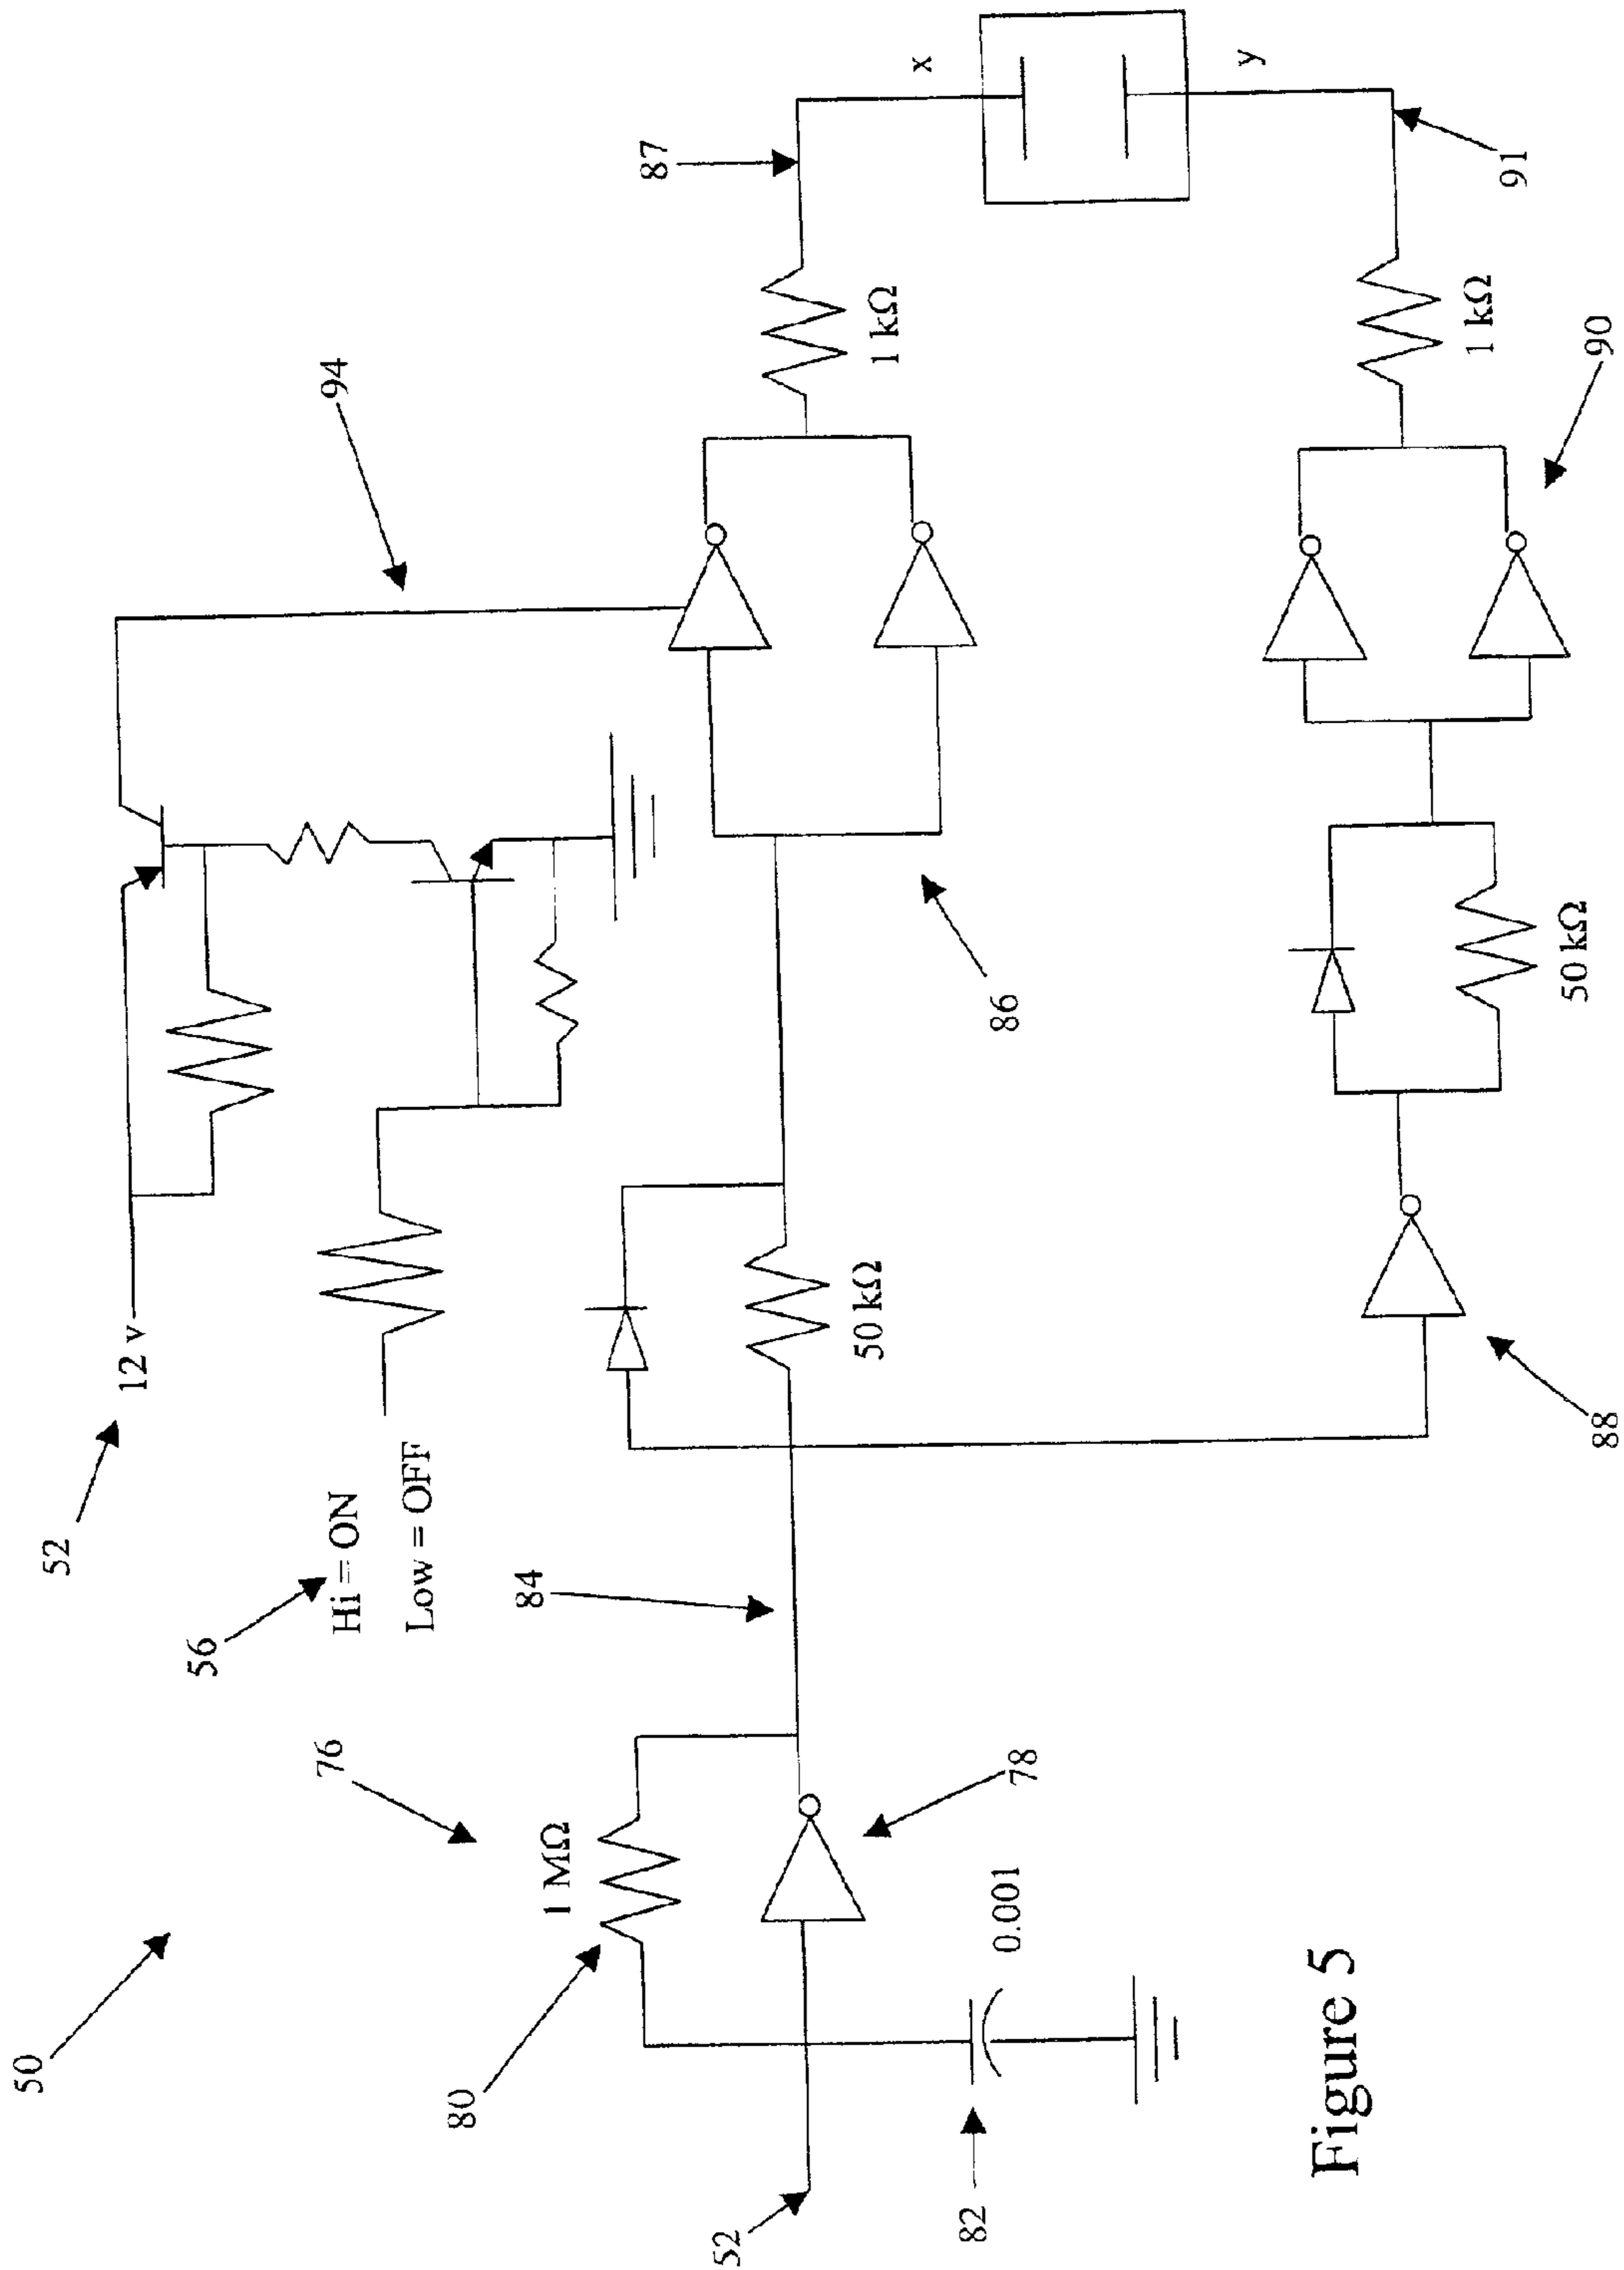 50
52
12 v
56
Hi = ON
Low = OFF
94
76
80
1 MΩ
84
87
52
78
82
0.001
50 kΩ
86
1 kΩ
x
y
88
50 kΩ
90
1 kΩ
91
Figure 5